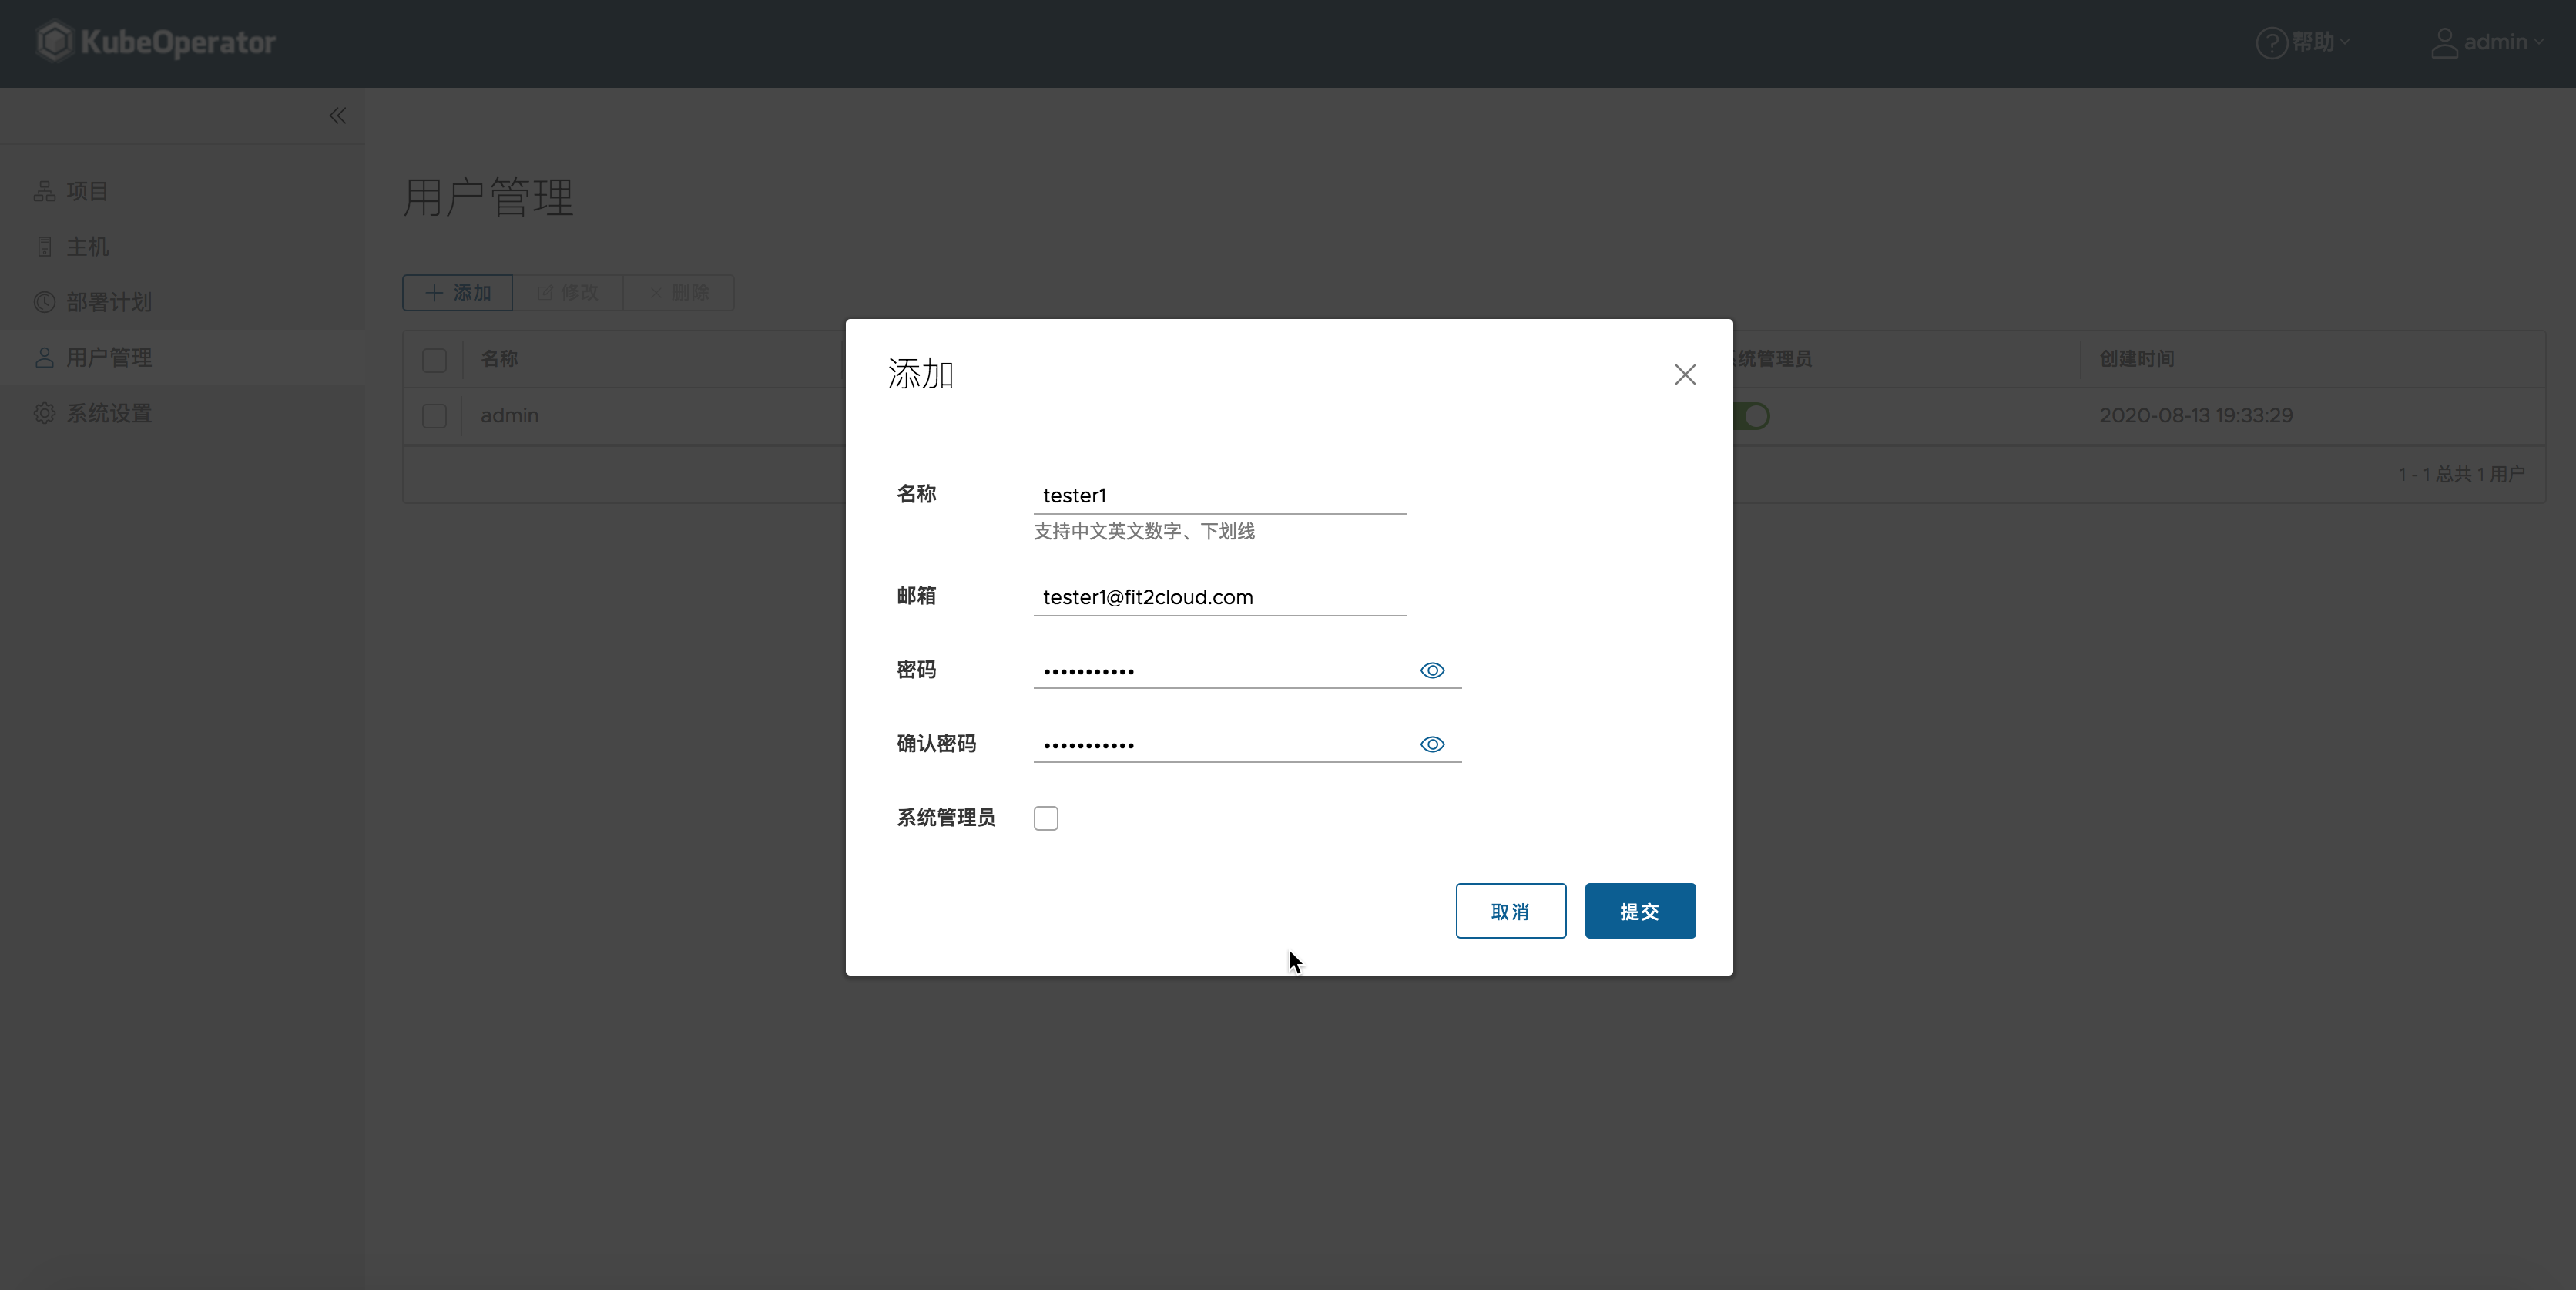 KubeOperator
帮助
admin
项目
主机
部署计划
用户管理
系统设置
用户管理
添加 修改 删除
名称 统管理员 创建时间
admin 2020-08-13 19:33:29
1 - 1 总共 1 用户
添加
名称 tester1
支持中文英文数字、下划线
邮箱 tester1@fit2cloud.com
密码 •••••••••••
确认密码 •••••••••••
系统管理员
取消 提交